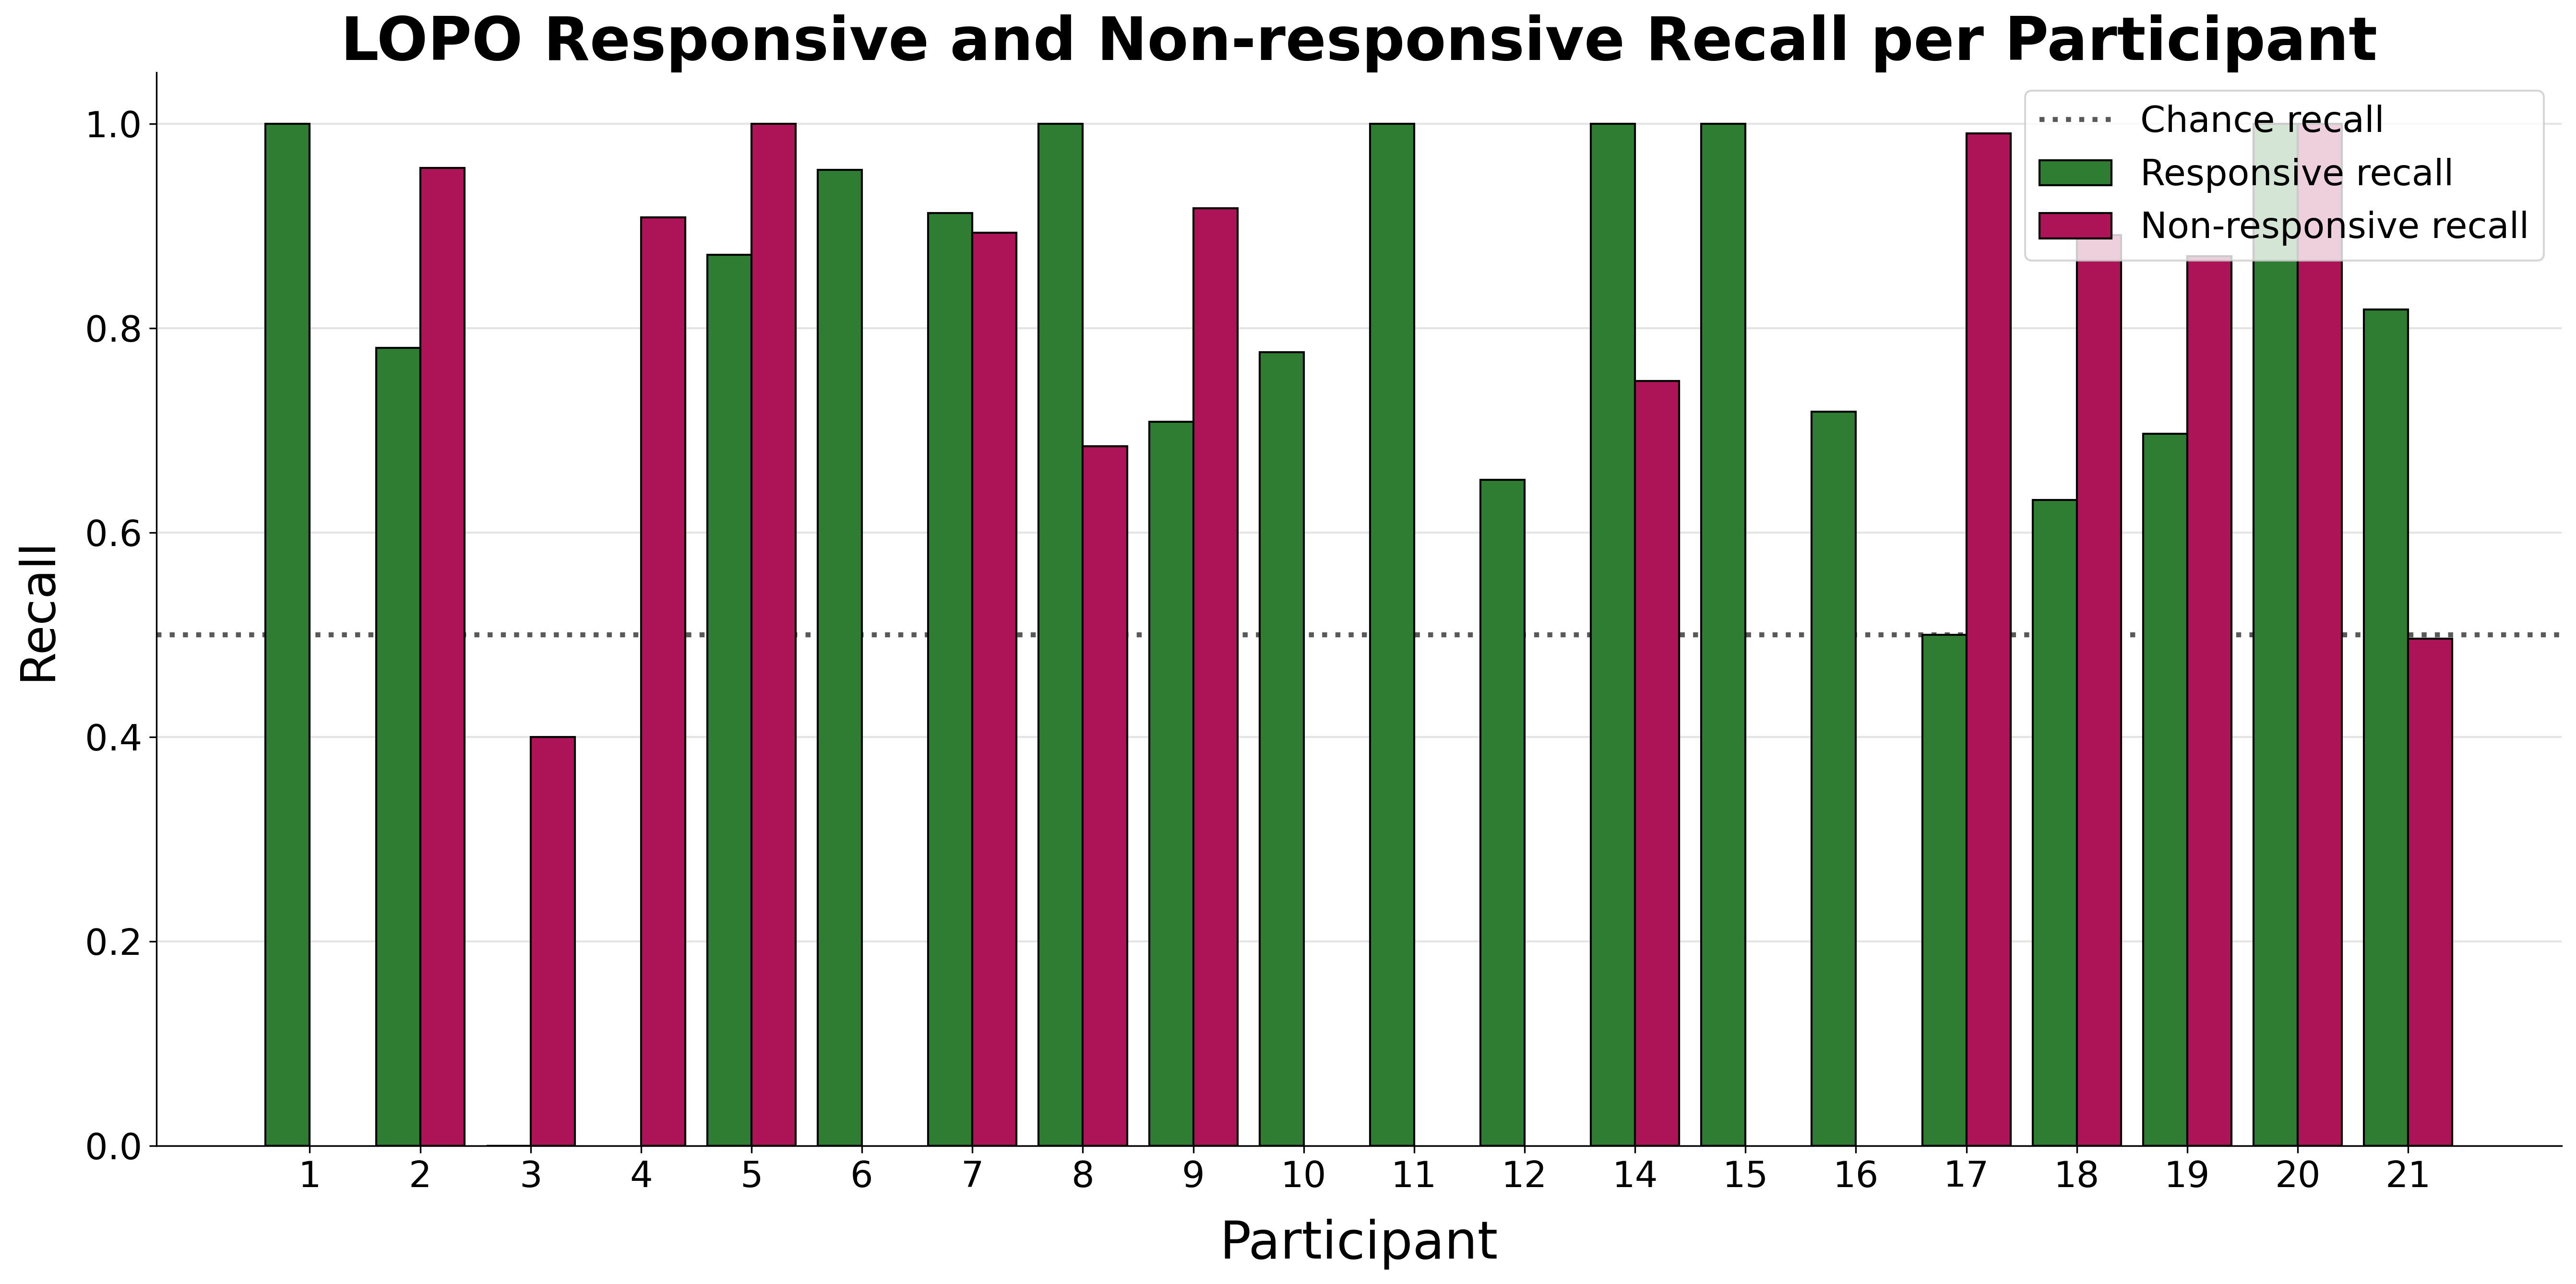 LOPO Responsive and Non-responsive Recall per Participant
Chance recall
Responsive recall
Non-responsive recall
1.0
0.8
0.6
0.4
0.2
0.0
Recall
1 2 3 4 5 6 7 8 9 10 11 12 14 15 16 17 18 19 20 21
Participant